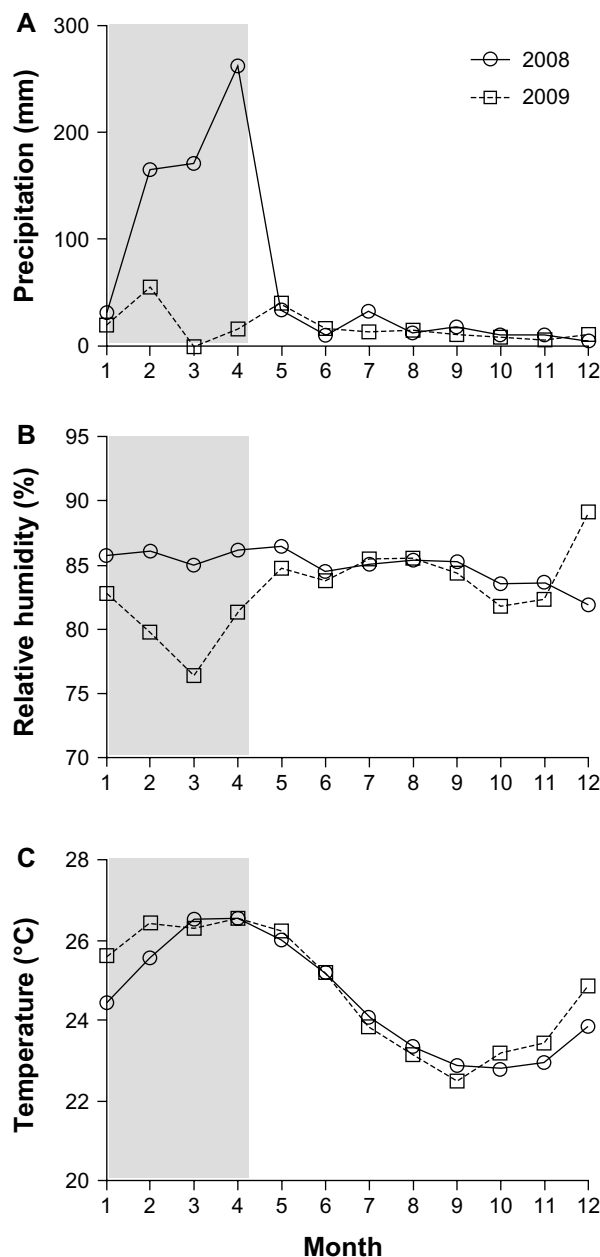 A
Precipitation (mm)
300
200
100
0
1 2 3 4 5 6 7 8 9 10 11 12
2008
2009
B
Relative humidity (%)
95
90
85
80
75
70
1 2 3 4 5 6 7 8 9 10 11 12
C
Temperature (°C)
28
26
24
22
20
1 2 3 4 5 6 7 8 9 10 11 12
Month